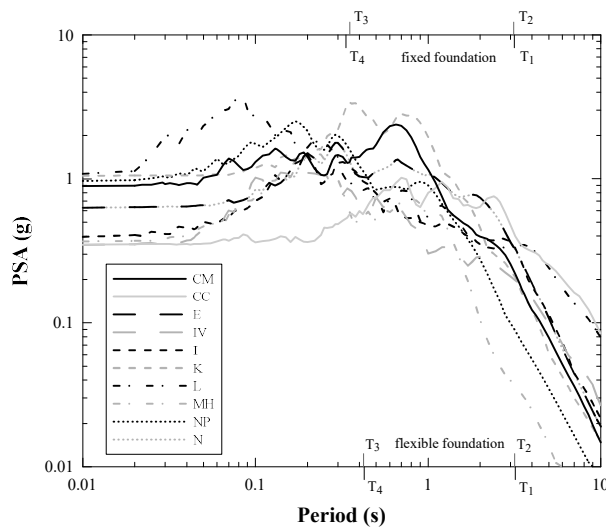 T3 T2
T4 fixed foundation T1
10
1
0.1
0.01
PSA (g)
CM
CC
E
IV
I
K
L
MH
NP
N
T3 flexible foundation T2
T4 T1
0.01 0.1 1 10
Period (s)